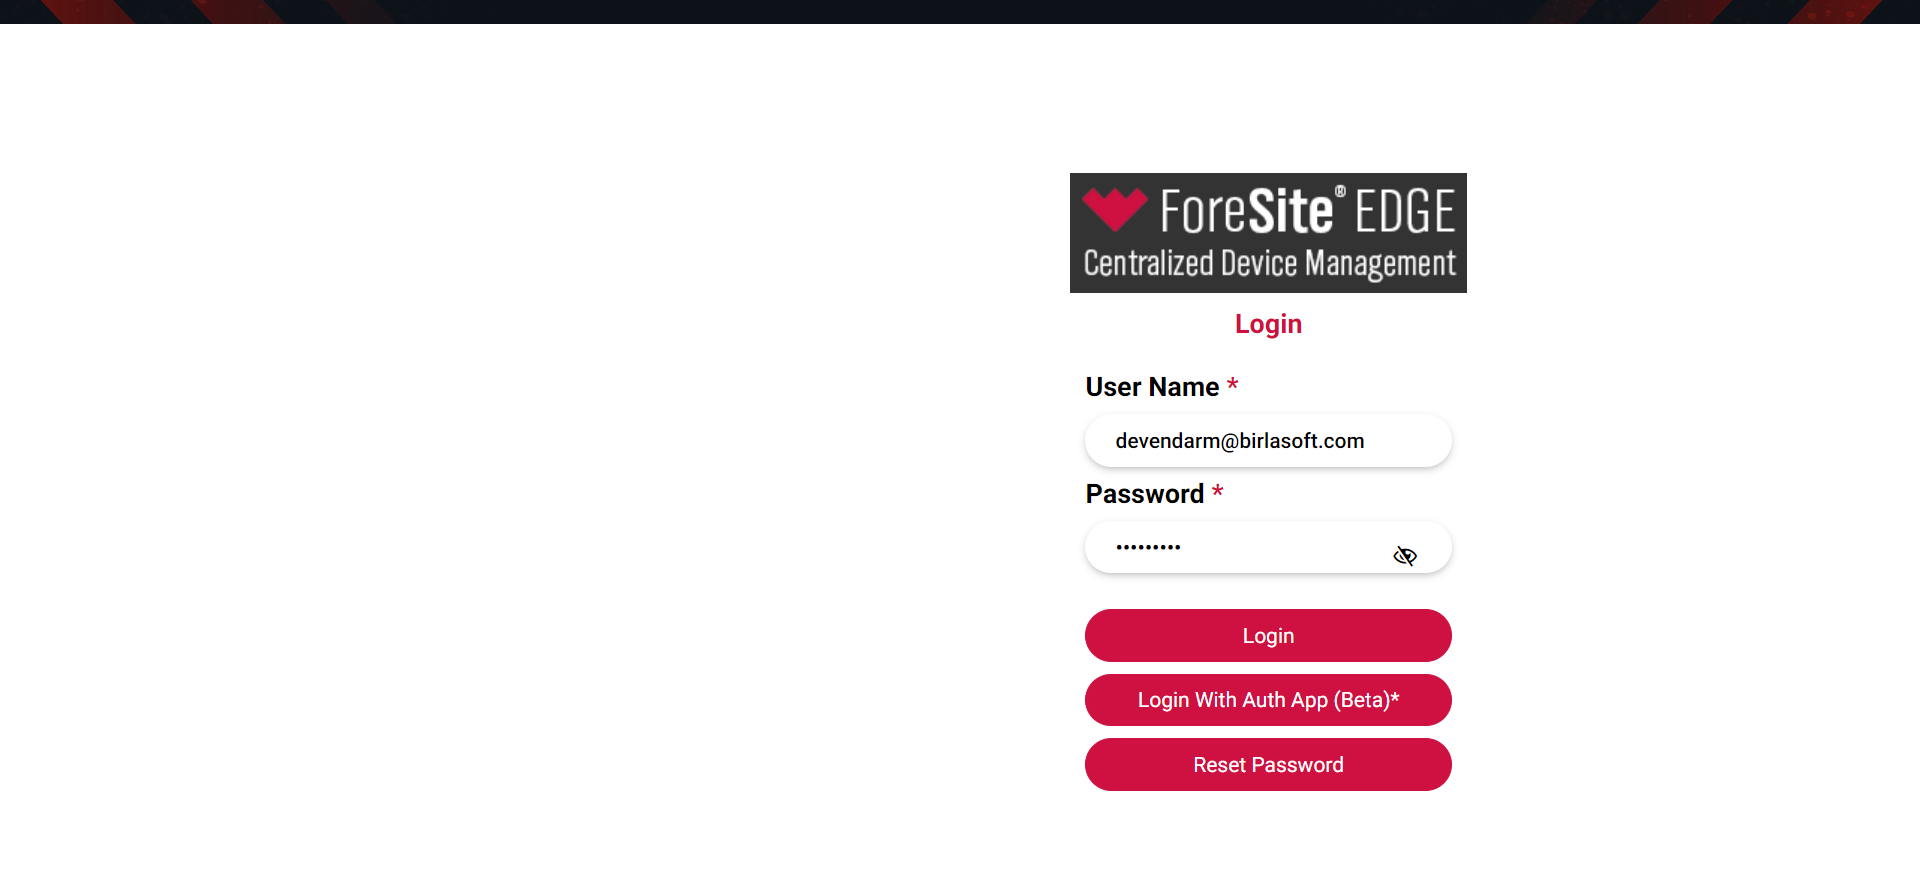 ForeSite® EDGE
Centralized Device Management
Login
User Name *
devendarm@birlasoft.com
Password *
•••••••••
Login
Login With Auth App (Beta)*
Reset Password